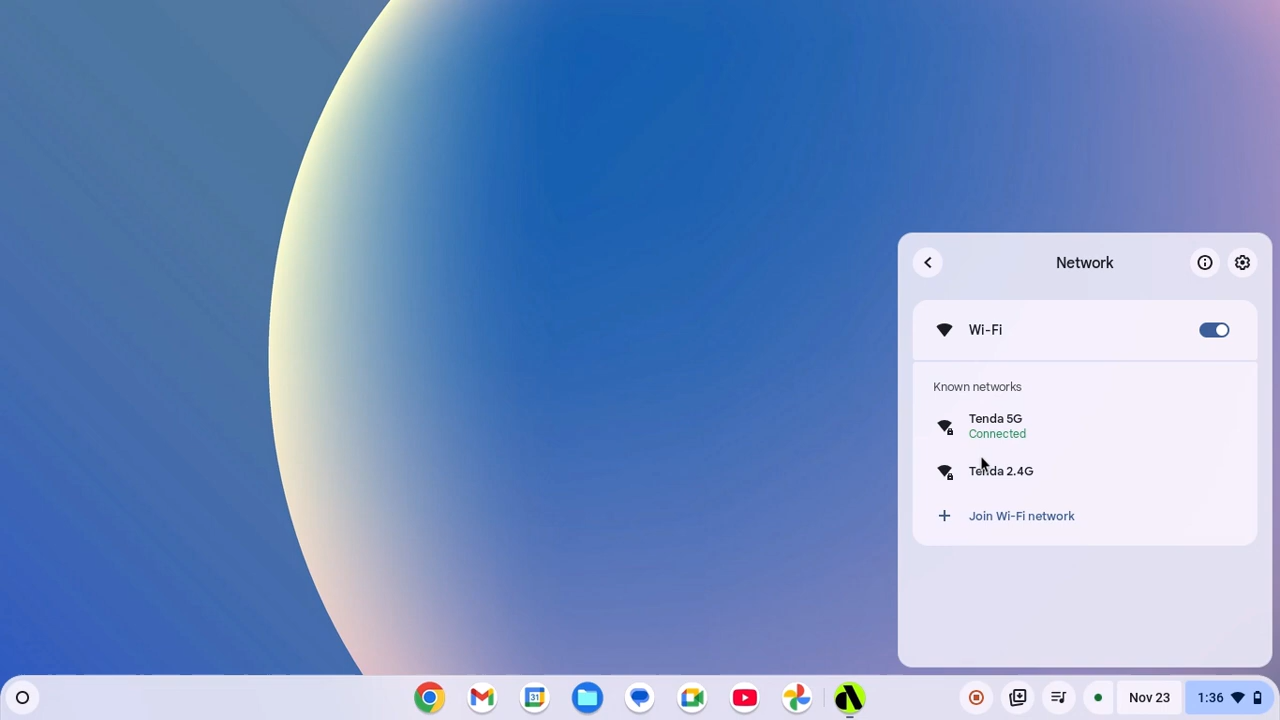 Network
Wi-Fi
Known networks
Tenda 5G
Connected
Tenda 2.4G
+ Join Wi-Fi network
31
Nov 23
1:36